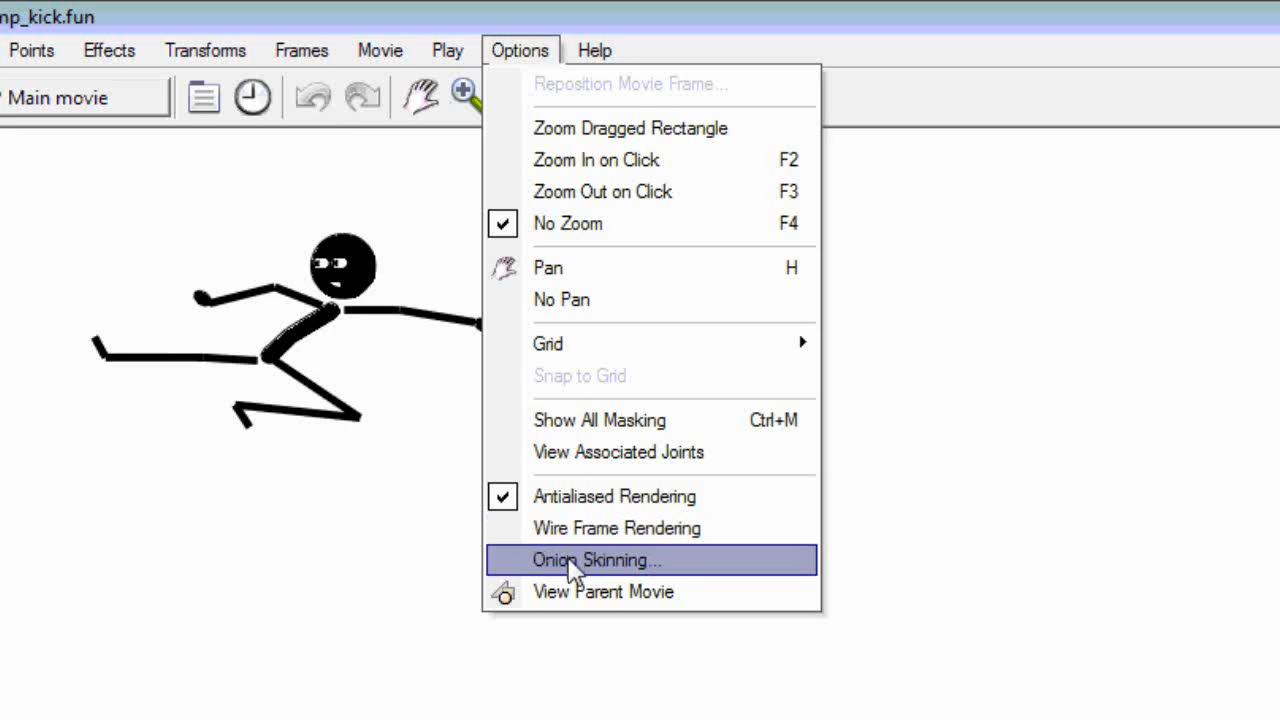 mp_kick.fun
Points Effects Transforms Frames Movie Play Options Help
Main movie
Reposition Movie Frame...
Zoom Dragged Rectangle
Zoom In on Click F2
Zoom Out on Click F3
No Zoom F4
Pan H
No Pan
Grid
Snap to Grid
Show All Masking Ctrl+M
View Associated Joints
Antialiased Rendering
Wire Frame Rendering
Onion Skinning...
View Parent Movie